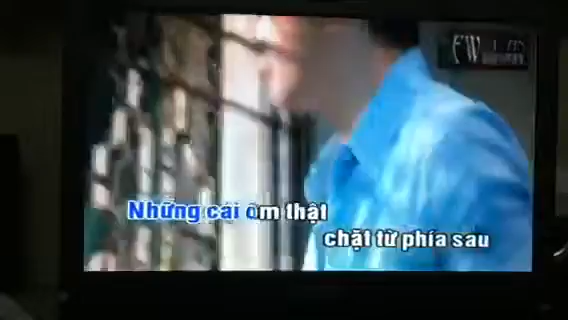 Những cái ôm thật
chặt từ phía sau